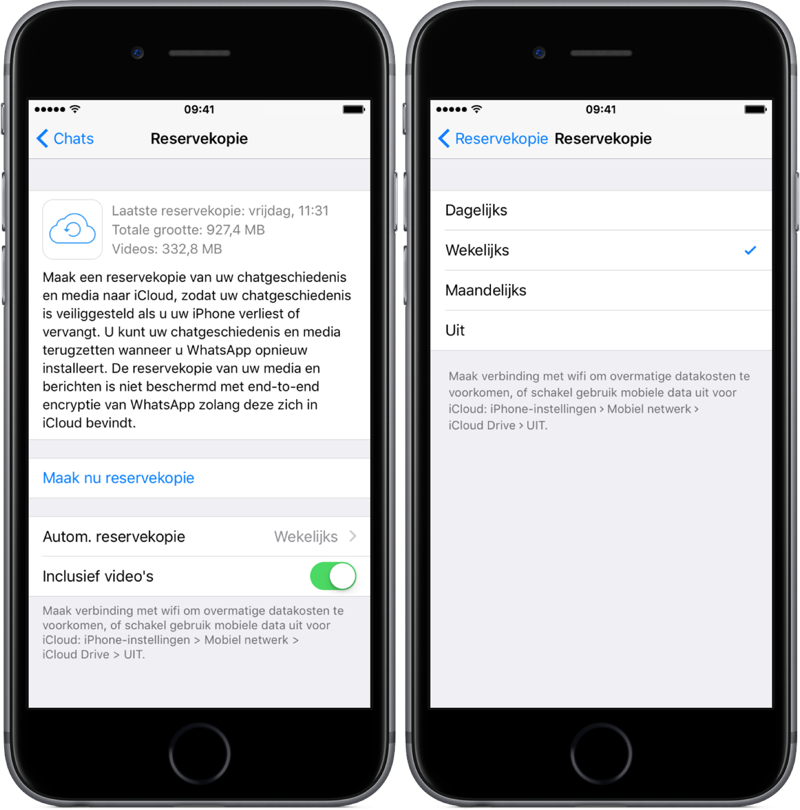 09:41
Chats
Reservekopie
Laatste reservekopie: vrijdag, 11:31
Totale grootte: 927,4 MB
Videos: 332,8 MB
Maak een reservekopie van uw chatgeschiedenis
en media naar iCloud, zodat uw chatgeschiedenis
is veiliggesteld als u uw iPhone verliest of
vervangt. U kunt uw chatgeschiedenis en media
terugzetten wanneer u WhatsApp opnieuw
installeert. De reservekopie van uw media en
berichten is niet beschermd met end-to-end
encryptie van WhatsApp zolang deze zich in
iCloud bevindt.
Maak nu reservekopie
Autom. reservekopie Wekelijks >
Inclusief video's
Maak verbinding met wifi om overmatige datakosten te
voorkomen, of schakel gebruik mobiele data uit voor
iCloud: iPhone-instellingen > Mobiel netwerk >
iCloud Drive > UIT.
09:41
Reservekopie Reservekopie
Dagelijks
Wekelijks
Maandelijks
Uit
Maak verbinding met wifi om overmatige datakosten te
voorkomen, of schakel gebruik mobiele data uit voor
iCloud: iPhone-instellingen > Mobiel netwerk >
iCloud Drive > UIT.